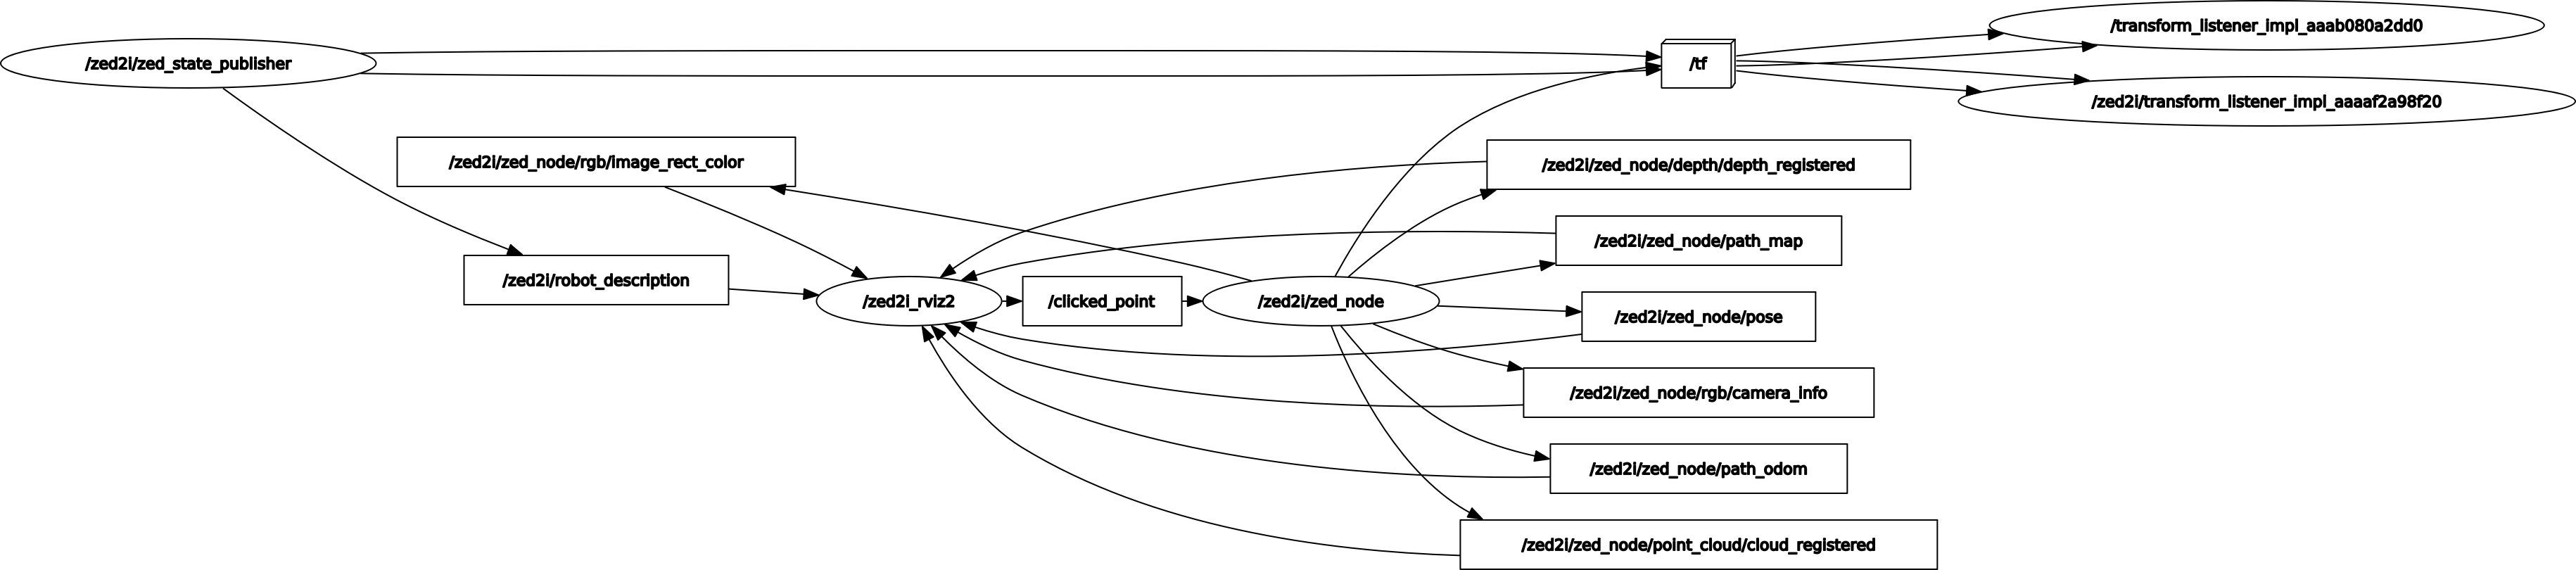 /transform_listener_impl_aaab080a2dd0
/zed2i/zed_state_publisher
/tf
/zed2i/transform_listener_impl_aaaaf2a98f20
/zed2i/zed_node/rgb/image_rect_color
/zed2i/zed_node/depth/depth_registered
/zed2i/zed_node/path_map
/zed2i/robot_description
/zed2i_rviz2
/clicked_point
/zed2i/zed_node
/zed2i/zed_node/pose
/zed2i/zed_node/rgb/camera_info
/zed2i/zed_node/path_odom
/zed2i/zed_node/point_cloud/cloud_registered